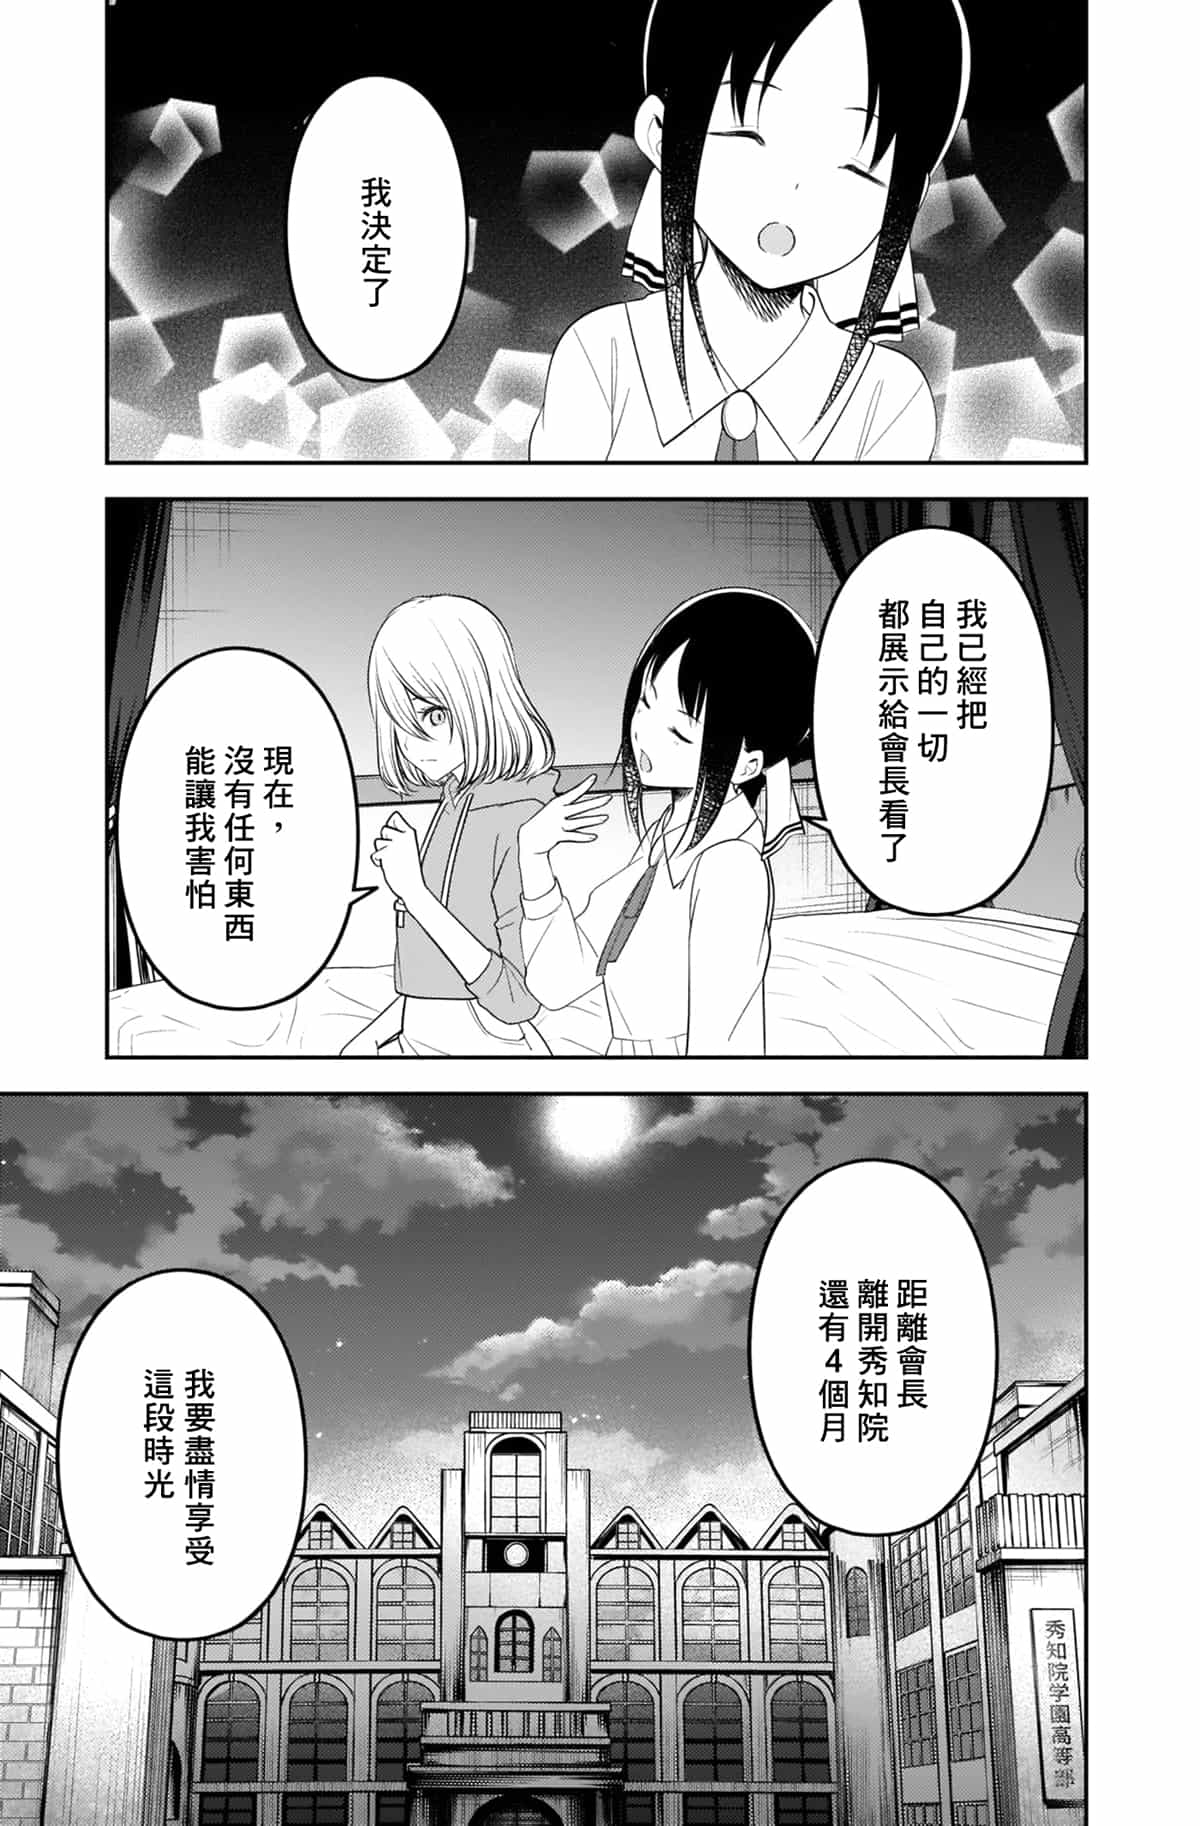 我決定了
我已經把
自己的一切
都展示給會長看了
現在，
沒有任何東西
能讓我害怕
距離會長
離開秀知院
還有4個月
我要盡情享受
這段時光
秀知院学園高等部